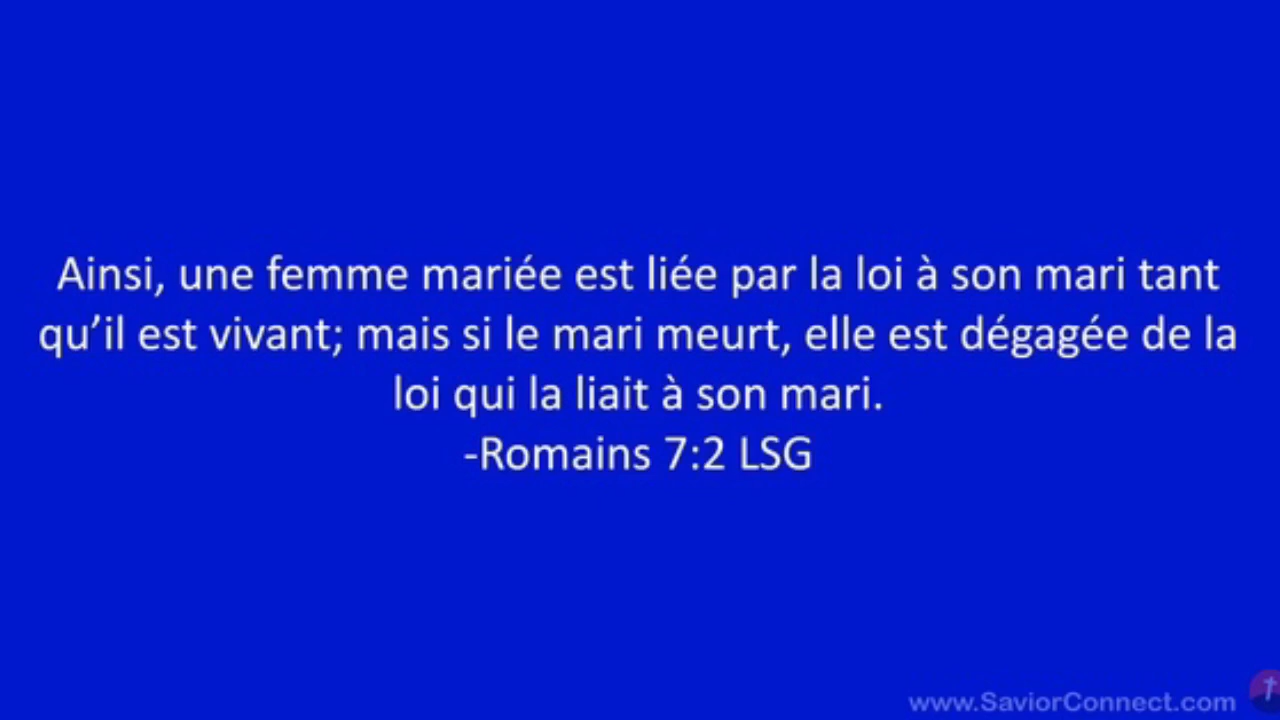 Ainsi, une femme mariée est liée par la loi à son mari tant
qu’il est vivant; mais si le mari meurt, elle est dégagée de la
loi qui la liait à son mari.
-Romains 7:2 LSG
www.SaviorConnect.com